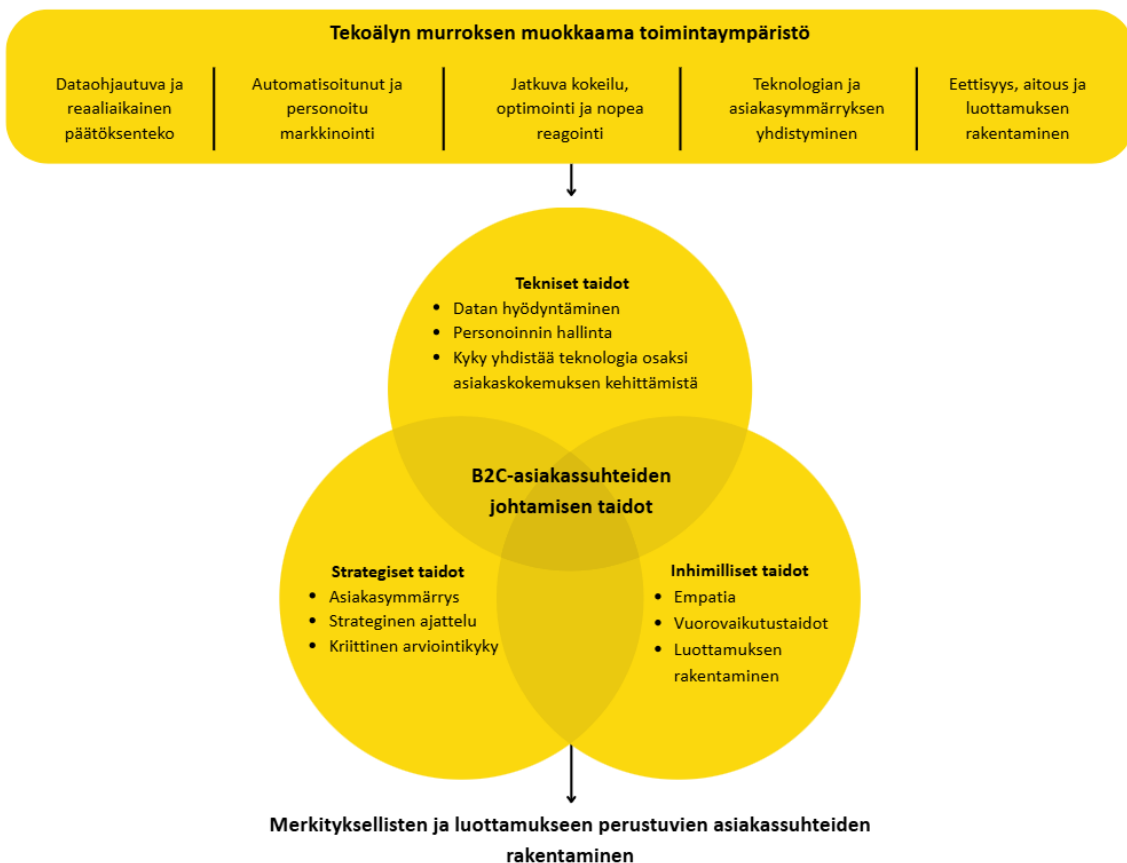 Tekoälyn murroksen muokkaama toimintaympäristö
Dataohjautuva ja
reaaliaikainen
päätöksenteko
Automatisoitunut ja
personoitu
markkinointi
Jatkuva kokeilu,
optimointi ja nopea
reagointi
Teknologian ja
asiakasymmärryksen
yhdistyminen
Eettisyys, aitous ja
luottamuksen
rakentaminen
Tekniset taidot
• Datan hyödyntäminen
• Personoinnin hallinta
• Kyky yhdistää teknologia osaksi
asiakaskokemuksen kehittämistä
B2C-asiakassuhteiden
johtamisen taidot
Strategiset taidot
• Asiakasymmärrys
• Strateginen ajattelu
• Kriittinen arviointikyky
Inhimilliset taidot
• Empatia
• Vuorovaikutustaidot
• Luottamuksen
rakentaminen
Merkityksellisten ja luottamukseen perustuvien asiakassuhteiden
rakentaminen